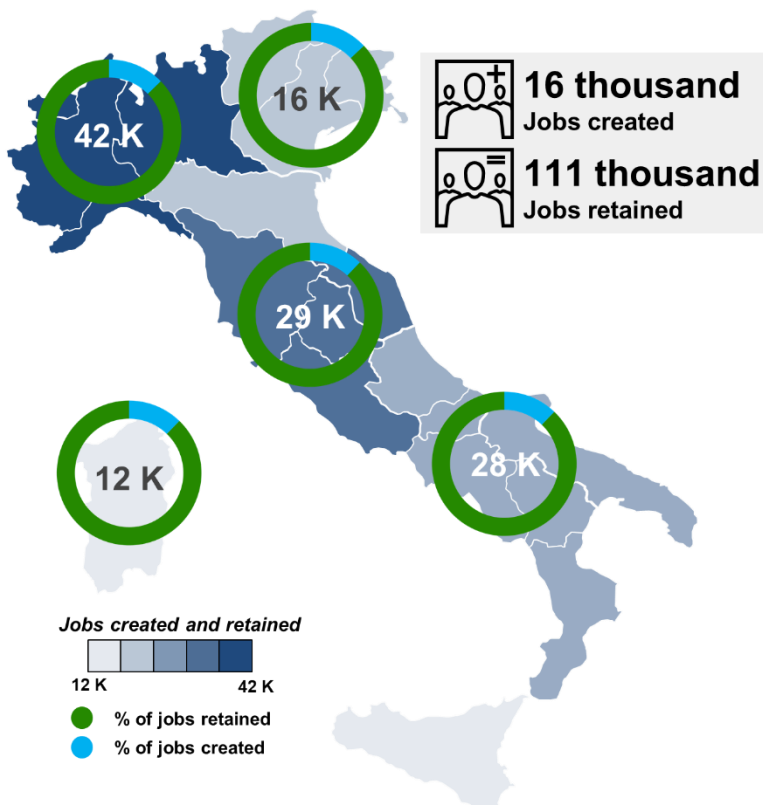 16 K
42 K
16 thousand
Jobs created
111 thousand
Jobs retained
29 K
28 K
12 K
Jobs created and retained
12 K
42 K
% of jobs retained
% of jobs created